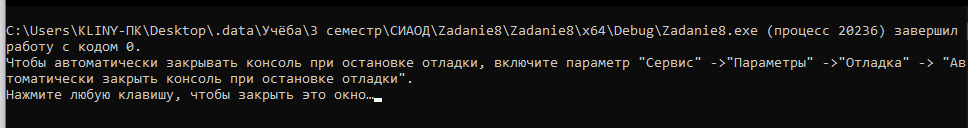 C:\Users\KLINY-ПК\Desktop\.data\Учёба\3 семестр\СИАОД\Zadanie8\Zadanie8\x64\Debug\Zadanie8.exe (процесс 20236) завершил
работу с кодом 0.
Чтобы автоматически закрывать консоль при остановке отладки, включите параметр "Сервис" ->"Параметры" ->"Отладка" -> "Ав
томатически закрыть консоль при остановке отладки".
Нажмите любую клавишу, чтобы закрыть это окно…